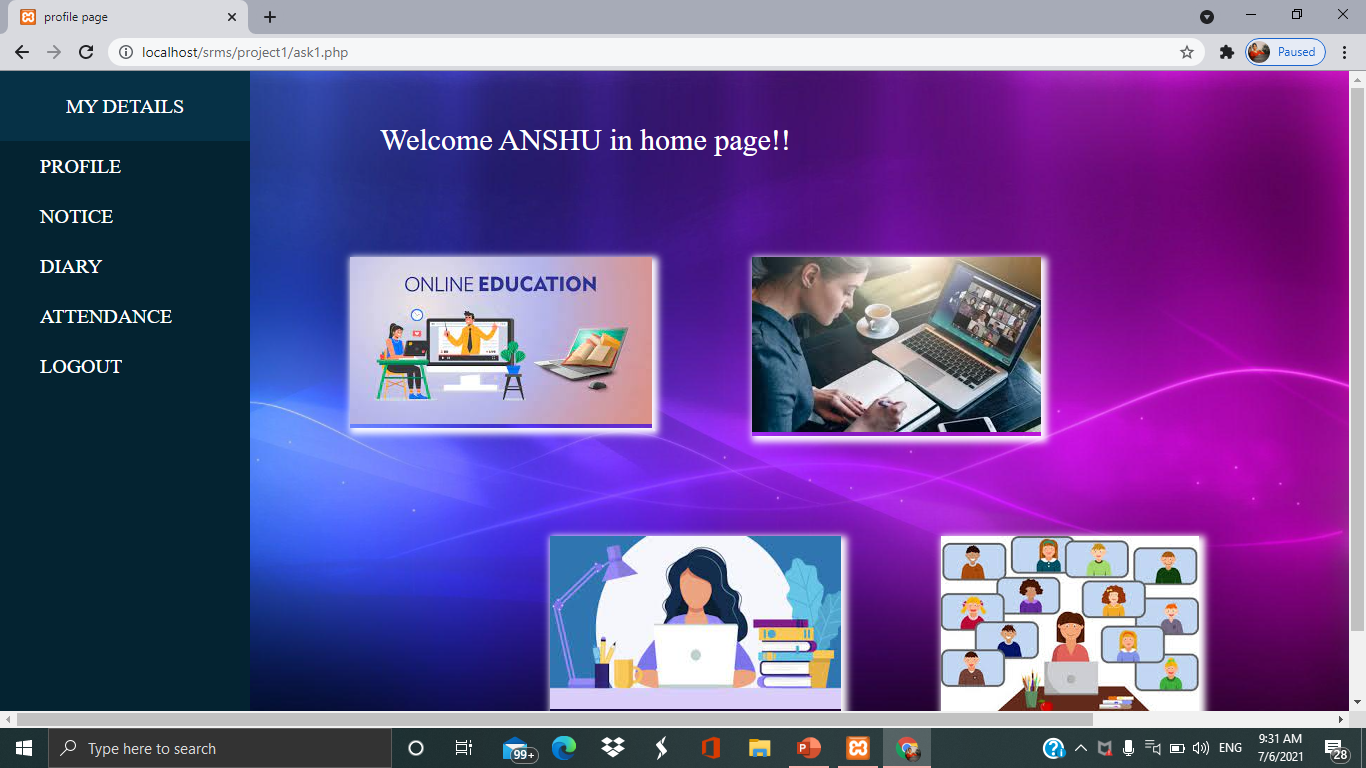 profile page
localhost/srms/project1/ask1.php
Paused
MY DETAILS
PROFILE
NOTICE
DIARY
ATTENDANCE
LOGOUT
Welcome ANSHU in home page!!
ONLINE EDUCATION
Type here to search
99+
ENG
9:31 AM
7/6/2021
28